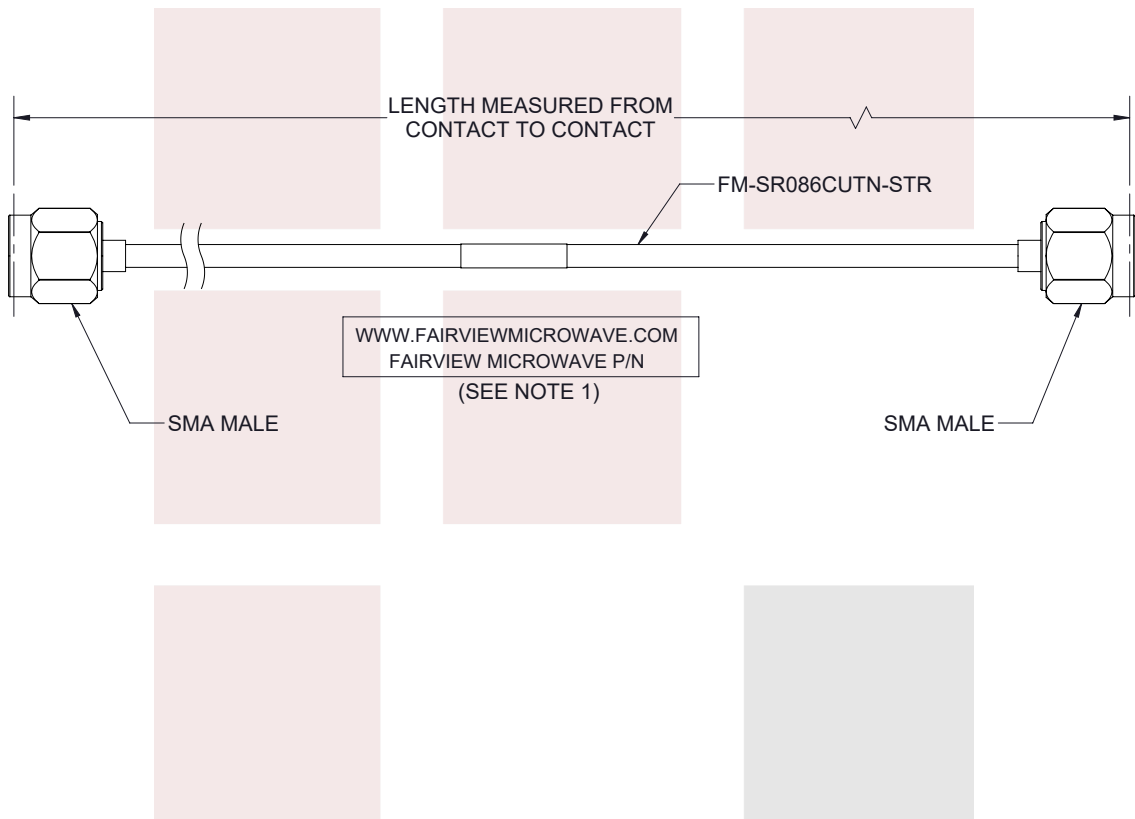 LENGTH MEASURED FROM
CONTACT TO CONTACT
FM-SR086CUTN-STR
WWW.FAIRVIEWMICROWAVE.COM
FAIRVIEW MICROWAVE P/N
(SEE NOTE 1)
SMA MALE
SMA MALE